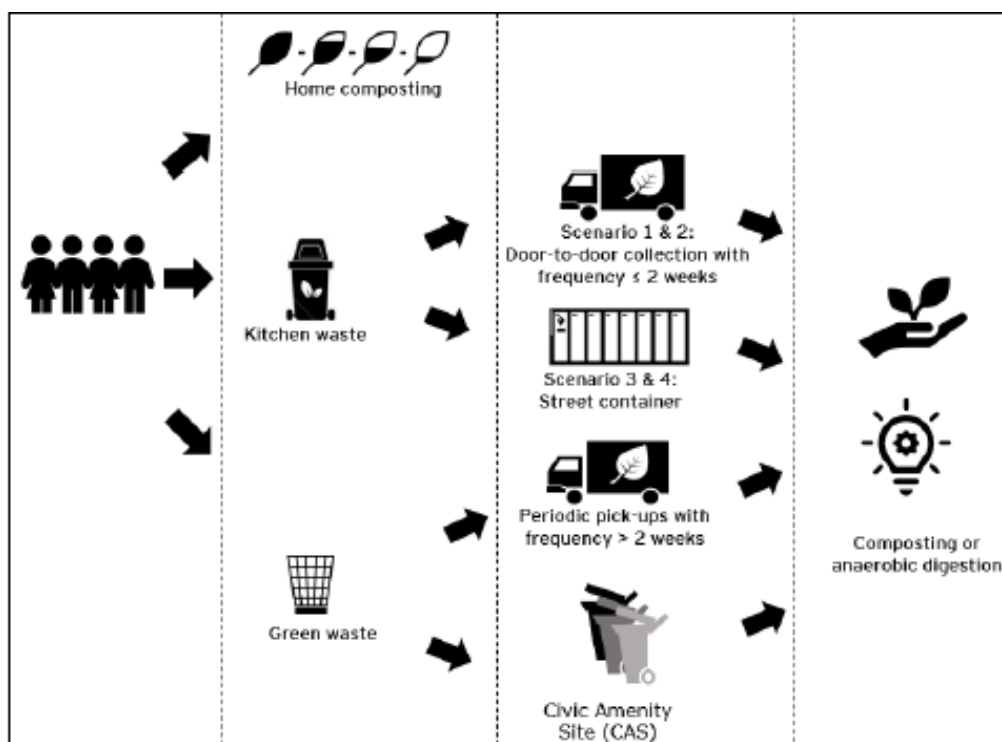 Home composting
Kitchen waste
Green waste
Scenario 1 & 2:
Door-to-door collection with
frequency ≤ 2 weeks
Scenario 3 & 4:
Street container
Periodic pick-ups with
frequency > 2 weeks
Civic Amenity
Site (CAS)
Composting or
anaerobic digestion